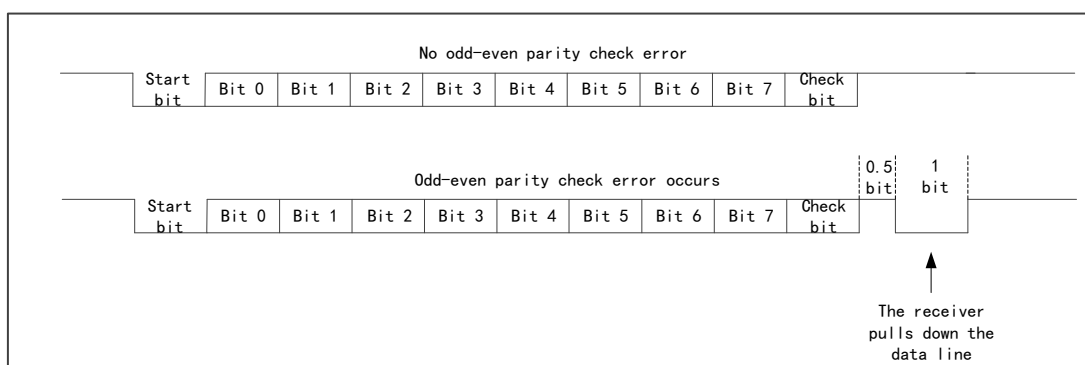 No odd-even parity check error
Start bit Bit 0 Bit 1 Bit 2 Bit 3 Bit 4 Bit 5 Bit 6 Bit 7 Check bit
0.5 bit 1 bit
Odd-even parity check error occurs
Start bit Bit 0 Bit 1 Bit 2 Bit 3 Bit 4 Bit 5 Bit 6 Bit 7 Check bit
The receiver
pulls down the
data line